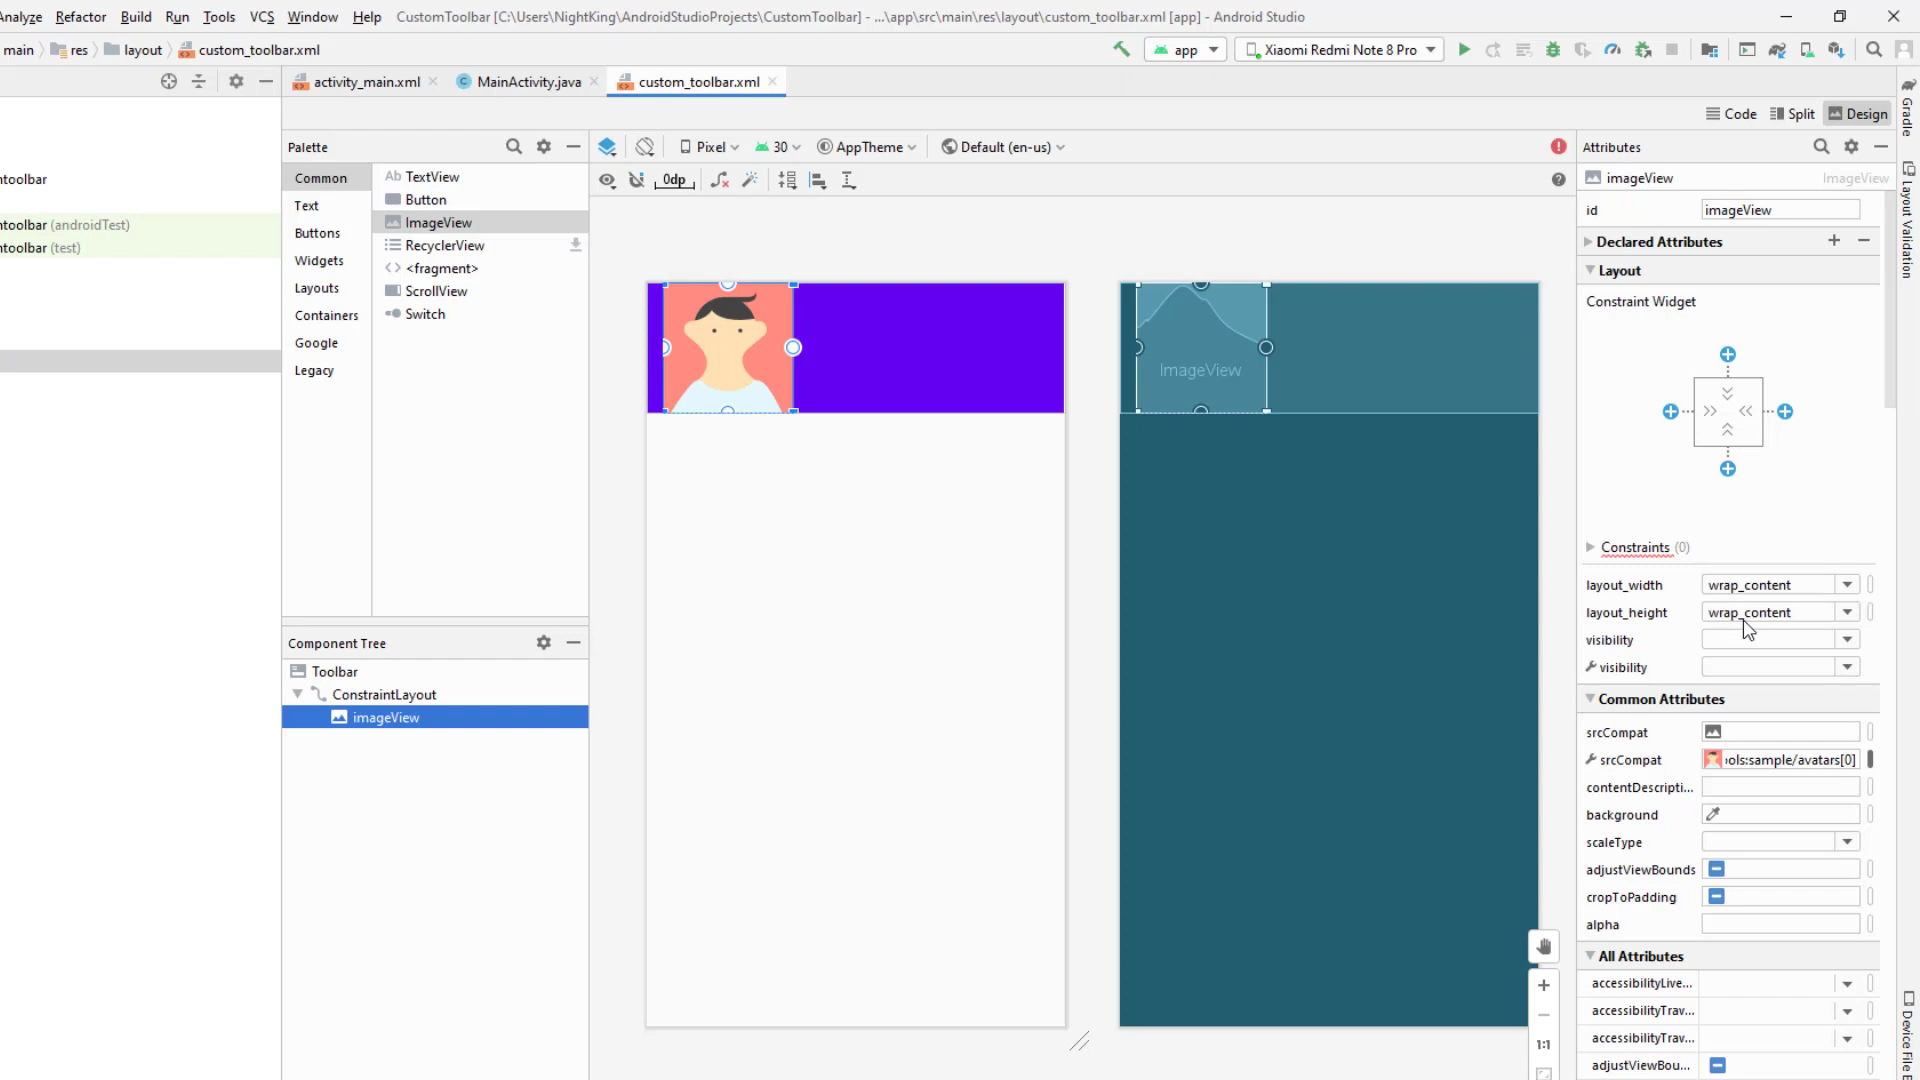 nalyze Refactor Build Run Tools VCS Window Help CustomToolbar [C:\Users\NightKing\AndroidStudioProjects\CustomToolbar] - ...\app\src\main\res\layout\custom_toolbar.xml [app] - Android Studio
main res layout custom_toolbar.xml
app Xiaomi Redmi Note 8 Pro
activity_main.xml MainActivity.java custom_toolbar.xml
Code Split Design
Palette
Pixel 30 AppTheme Default (en-us)
Attributes
Common
Text
Buttons
Widgets
Layouts
Containers
Google
Legacy
Ab TextView
Button
ImageView
RecyclerView
<fragment>
ScrollView
Switch
0dp
ntoolbar
ntoolbar (androidTest)
ntoolbar (test)
Component Tree
Toolbar
ConstraintLayout
imageView
ImageView
1:1
imageView ImageView
id imageView
Declared Attributes
Layout
Constraint Widget
Constraints (0)
layout_width wrap_content
layout_height wrap_content
visibility
visibility
Common Attributes
srcCompat
srcCompat ols:sample/avatars[0]
contentDescripti...
background
scaleType
adjustViewBounds
cropToPadding
alpha
All Attributes
accessibilityLive...
accessibilityTrav...
accessibilityTrav...
adjustViewBou...
Gradle
Layout Validation
Device File E